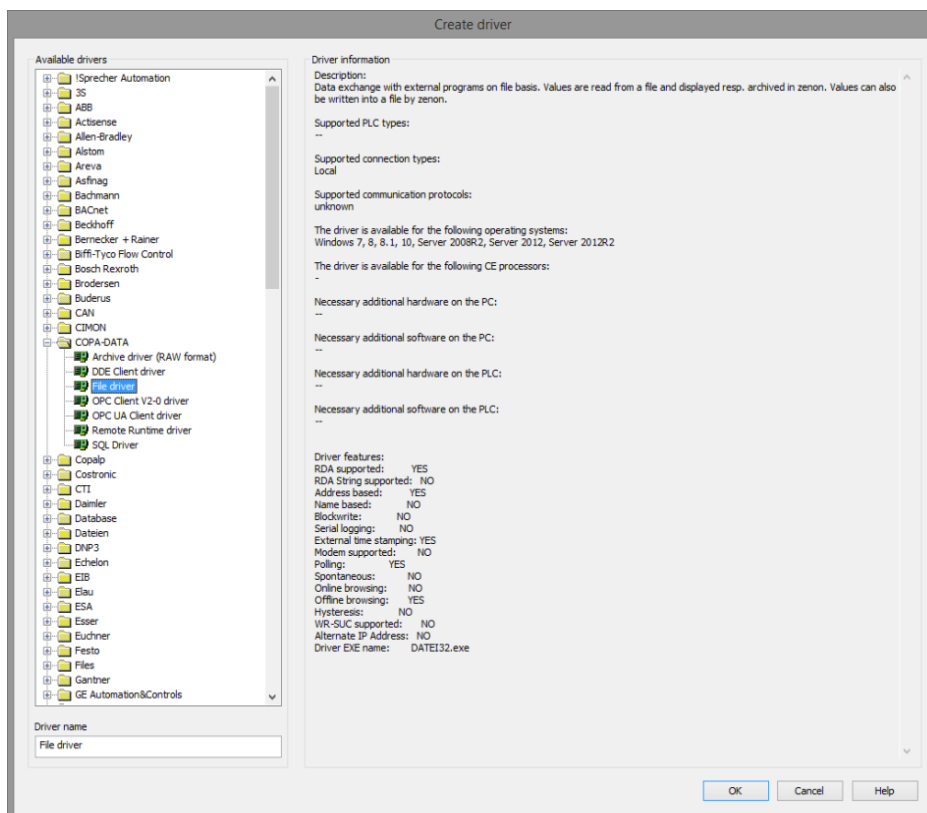 Create driver
Available drivers
!Sprecher Automation
3S
ABB
Actisense
Allen-Bradley
Alstom
Areva
Asfinag
Bachmann
BACnet
Beckhoff
Bernecker + Rainer
Biffi-Tyco Flow Control
Bosch Rexroth
Brodersen
Buderus
CAN
CIMON
COPA-DATA
Archive driver (RAW format)
DDE Client driver
File driver
OPC Client V2-0 driver
OPC UA Client driver
Remote Runtime driver
SQL Driver
Copalp
Costronic
CTI
Daimler
Database
Dateien
DNP3
Echelon
EIB
Elau
ESA
Esser
Euchner
Festo
Files
Gantner
GE Automation&Controls
Driver name
File driver
Driver information
Description:
Data exchange with external programs on file basis. Values are read from a file and displayed resp. archived in zenon. Values can also
be written into a file by zenon.
Supported PLC types:
--
Supported connection types:
Local
Supported communication protocols:
unknown
The driver is available for the following operating systems:
Windows 7, 8, 8.1, 10, Server 2008R2, Server 2012, Server 2012R2
The driver is available for the following CE processors:
-
Necessary additional hardware on the PC:
--
Necessary additional software on the PC:
--
Necessary additional hardware on the PLC:
--
Necessary additional software on the PLC:
--
Driver features:
RDA supported: YES
RDA String supported: NO
Address based: YES
Name based: NO
Blockwrite: NO
Serial logging: NO
External time stamping: YES
Modem supported: NO
Polling: YES
Spontaneous: NO
Online browsing: NO
Offline browsing: YES
Hysteresis: NO
WR-SUC supported: NO
Alternate IP Address: NO
Driver EXE name: DATEI32.exe
OK Cancel Help